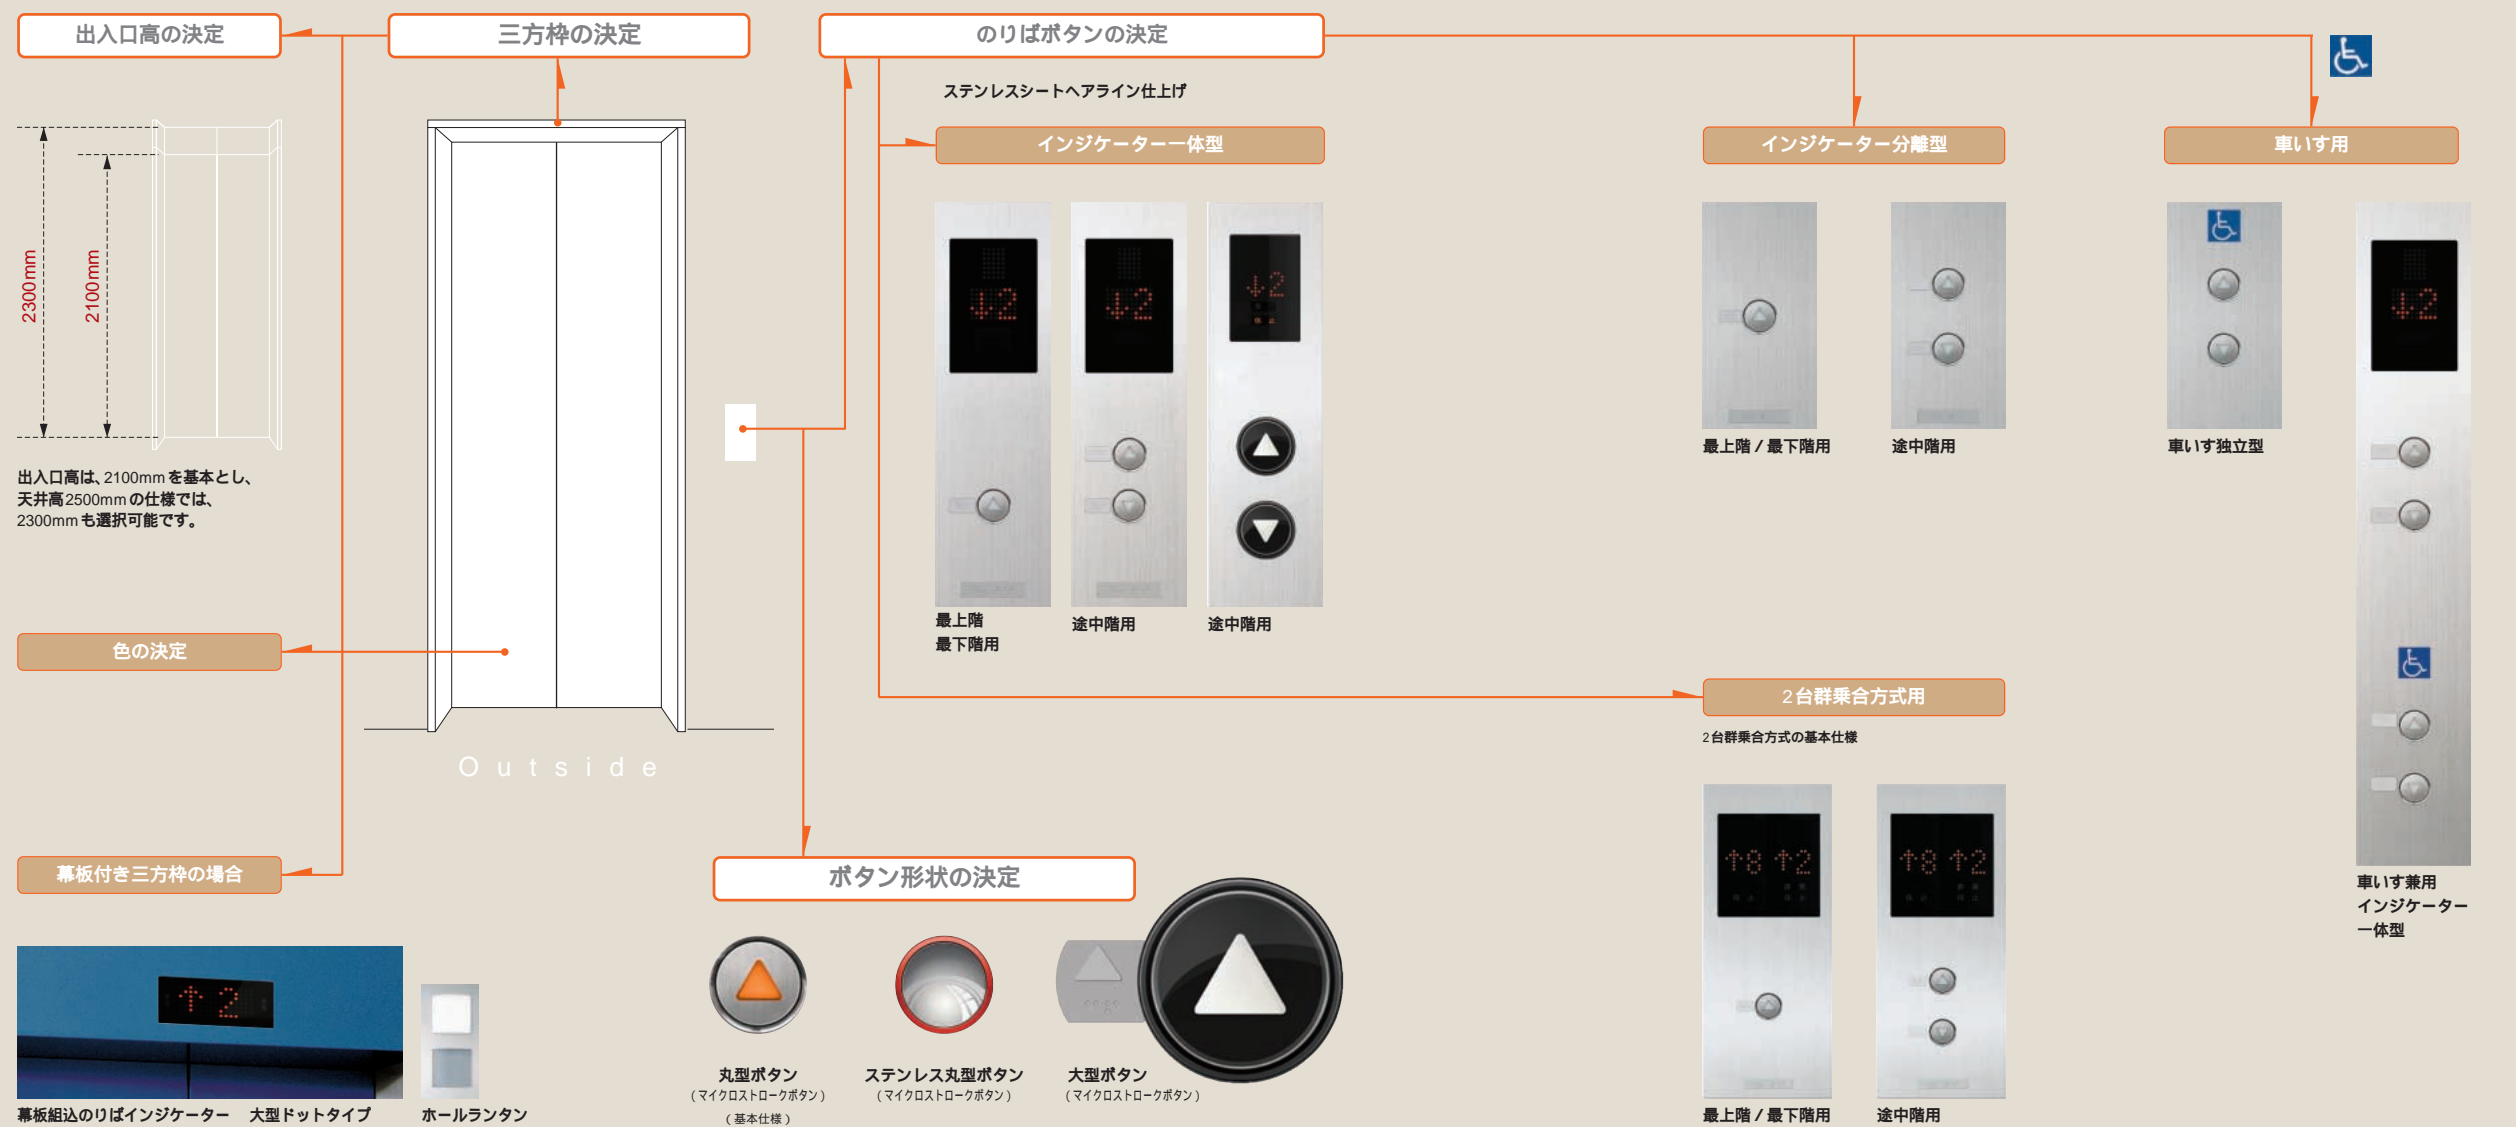 出入口高の決定
三方枠の決定
のりばボタンの決定
ステンレスシートヘアライン仕上げ
インジケーター一体型
インジケーター分離型
車いす用
2300mm
2100mm
出入口高は、2100mmを基本とし、
天井高2500mmの仕様では、
2300mmも選択可能です。
最上階
最下階用
途中階用
途中階用
最上階 / 最下階用
途中階用
車いす独立型
色の決定
2台群乗合方式用
2台群乗合方式の基本仕様
Outside
幕板付き三方枠の場合
ボタン形状の決定
車いす兼用
インジケーター
一体型
丸型ボタン
(マイクロストロークボタン)
(基本仕様)
ステンレス丸型ボタン
(マイクロストロークボタン)
大型ボタン
(マイクロストロークボタン)
幕板組込のりばインジケーター 大型ドットタイプ
ホールランタン
最上階 / 最下階用
途中階用
↓2
↓2
↓2
↓2
↑8 ↑2
↑8 ↑2
↑2